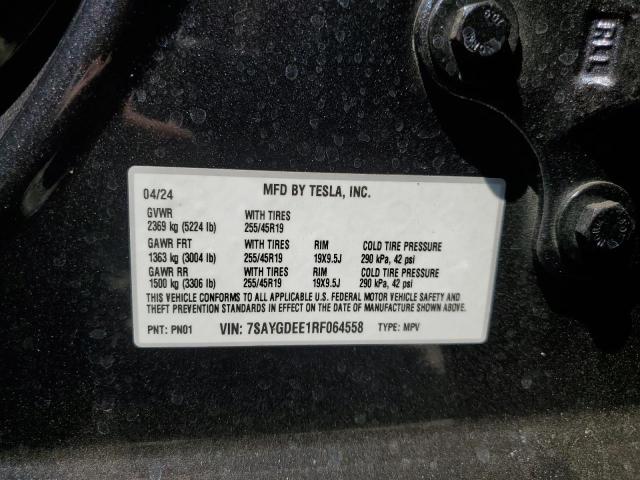 04/24 MFD BY TESLA, INC.
GVWR WITH TIRES
2369 kg (5224 lb) 255/45R19
GAWR FRT WITH TIRES RIM COLD TIRE PRESSURE
1363 kg (3004 lb) 255/45R19 19X9.5J 290 kPa, 42 psi
GAWR RR WITH TIRES RIM COLD TIRE PRESSURE
1500 kg (3306 lb) 255/45R19 19X9.5J 290 kPa, 42 psi
THIS VEHICLE CONFORMS TO ALL APPLICABLE U.S. FEDERAL MOTOR VEHICLE SAFETY AND
THEFT PREVENTION STANDARDS IN EFFECT ON THE DATE OF MANUFACTURE SHOWN ABOVE.
PNT: PN01 VIN: 7SAYGDEE1RF064558 TYPE: MPV